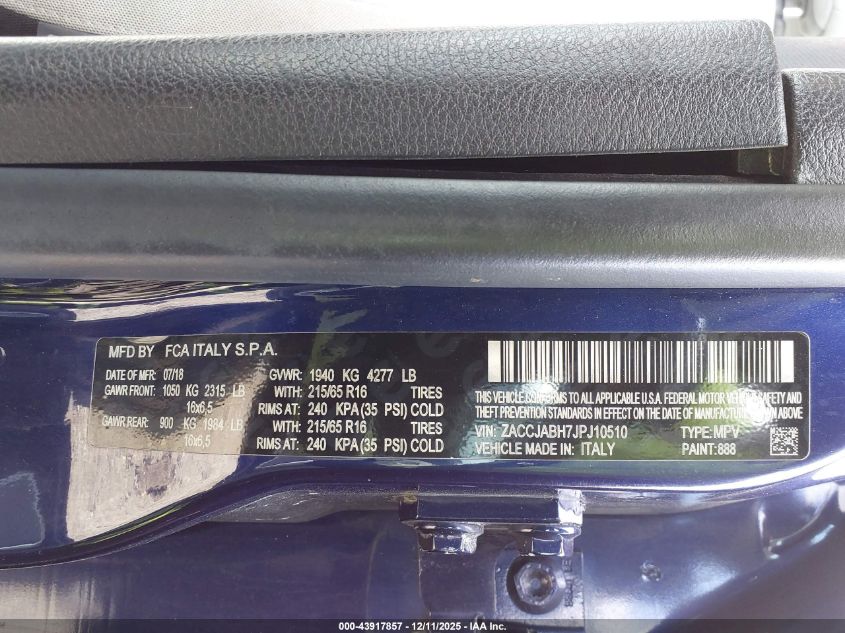 MFD BY FCA ITALY S.P.A.
DATE OF MFR: 07/18 GVWR: 1940 KG 4277 LB
GAWR FRONT: 1050 KG 2315 LB WITH: 215/65 R16 TIRES
16x6,5 RIMS AT: 240 KPA(35 PSI) COLD
GAWR REAR: 900 KG 1984 LB WITH: 215/65 R16 TIRES
16x6,5 RIMS AT: 240 KPA(35 PSI) COLD
THIS VEHICLE CONFORMS TO ALL APPLICABLE U.S.A. FEDERAL MOTOR VEHICLE SAFETY AND
THEFT PREVENTION STANDARDS IN EFFECT ON THE DATE OF MANUFACTURE SHOWN ABOVE
VIN: ZACCJABH7JPJ10510 TYPE: MPV
VEHICLE MADE IN: ITALY PAINT: 888
000-43917857 - 12/11/2025 - IAA Inc.